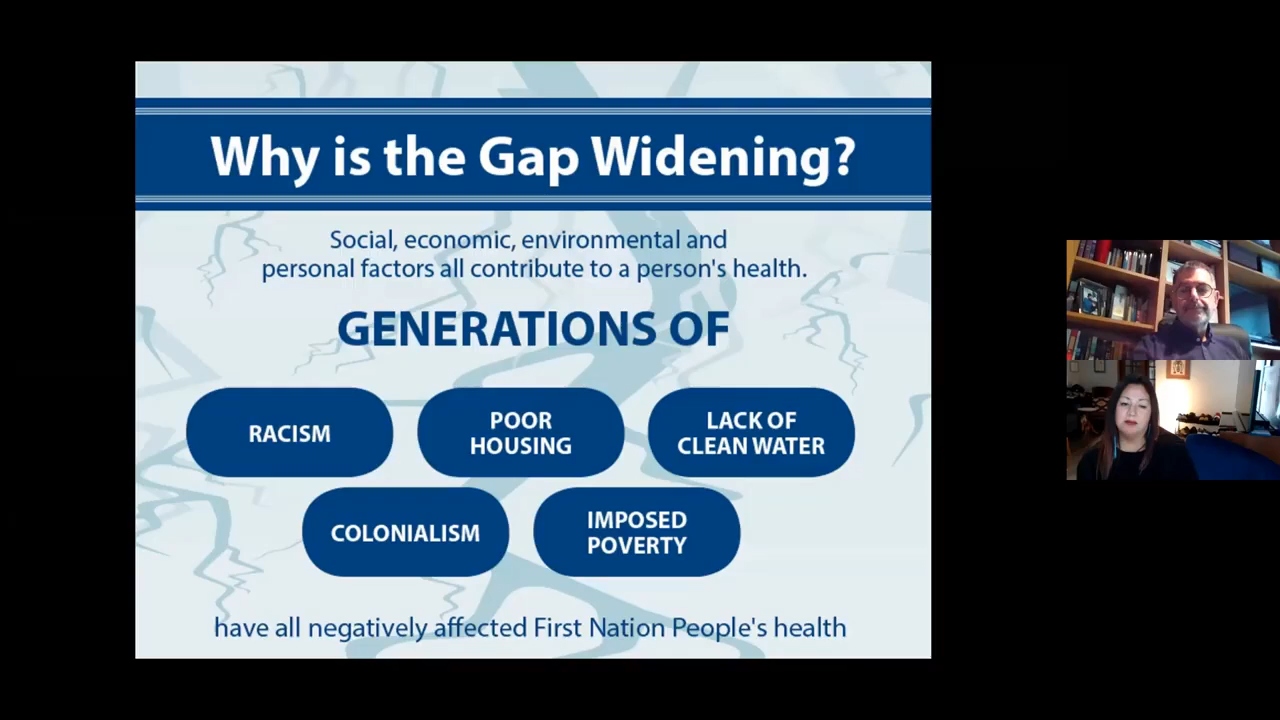 Why is the Gap Widening?
Social, economic, environmental and
personal factors all contribute to a person's health.
GENERATIONS OF
RACISM
POOR
HOUSING
LACK OF
CLEAN WATER
COLONIALISM
IMPOSED
POVERTY
have all negatively affected First Nation People's health